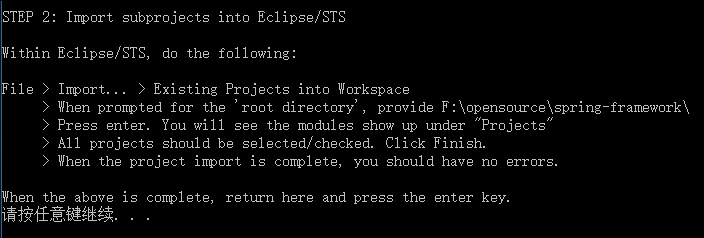 STEP 2: Import subprojects into Eclipse/STS
Within Eclipse/STS, do the following:
File > Import... > Existing Projects into Workspace
> When prompted for the 'root directory', provide F:\opensource\spring-framework\
> Press enter. You will see the modules show up under "Projects"
> All projects should be selected/checked. Click Finish.
> When the project import is complete, you should have no errors.
When the above is complete, return here and press the enter key.
请按任意键继续. . .